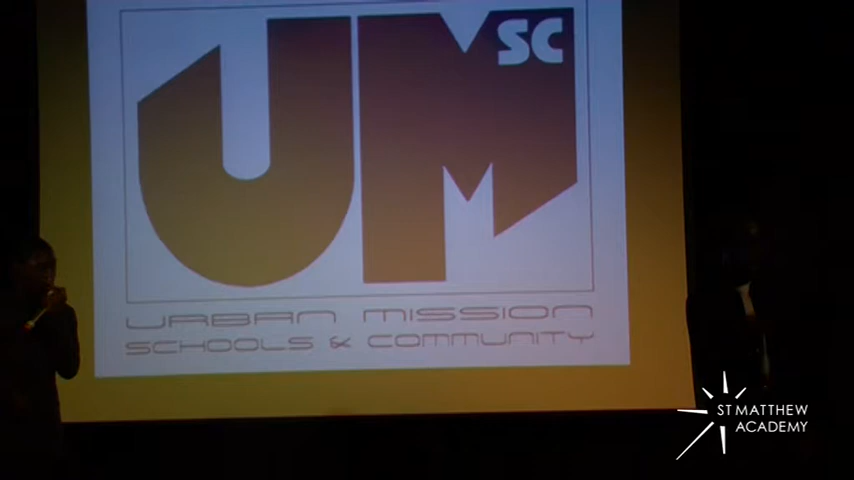 UM SC
URBAN MISSION
SCHOOLS & COMMUNITY
ST MATTHEW
ACADEMY